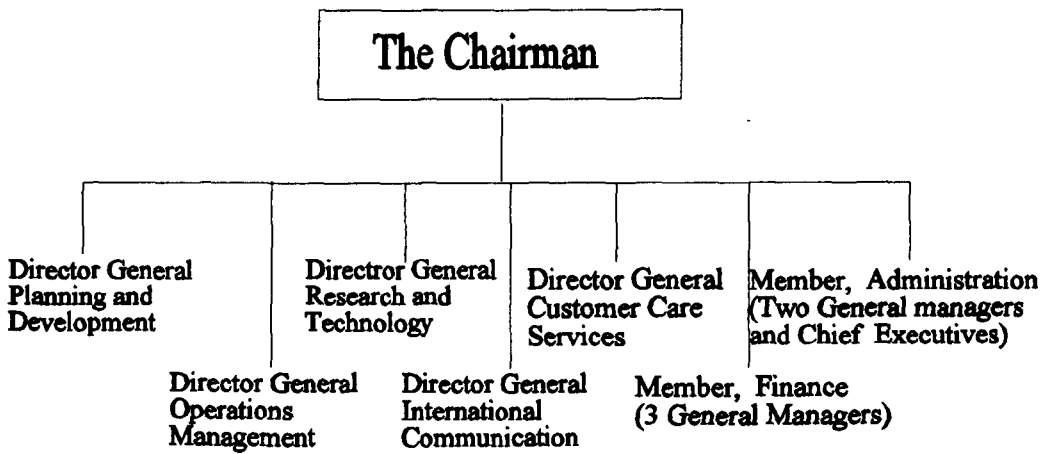 The Chairman
Director General
Planning and
Development
Directror General
Research and
Technology
Director General
Customer Care
Services
Member, Administration
(Two General managers
and Chief Executives)
Director General
Operations
Management
Director General
International
Communication
Member, Finance
(3 General Managers)